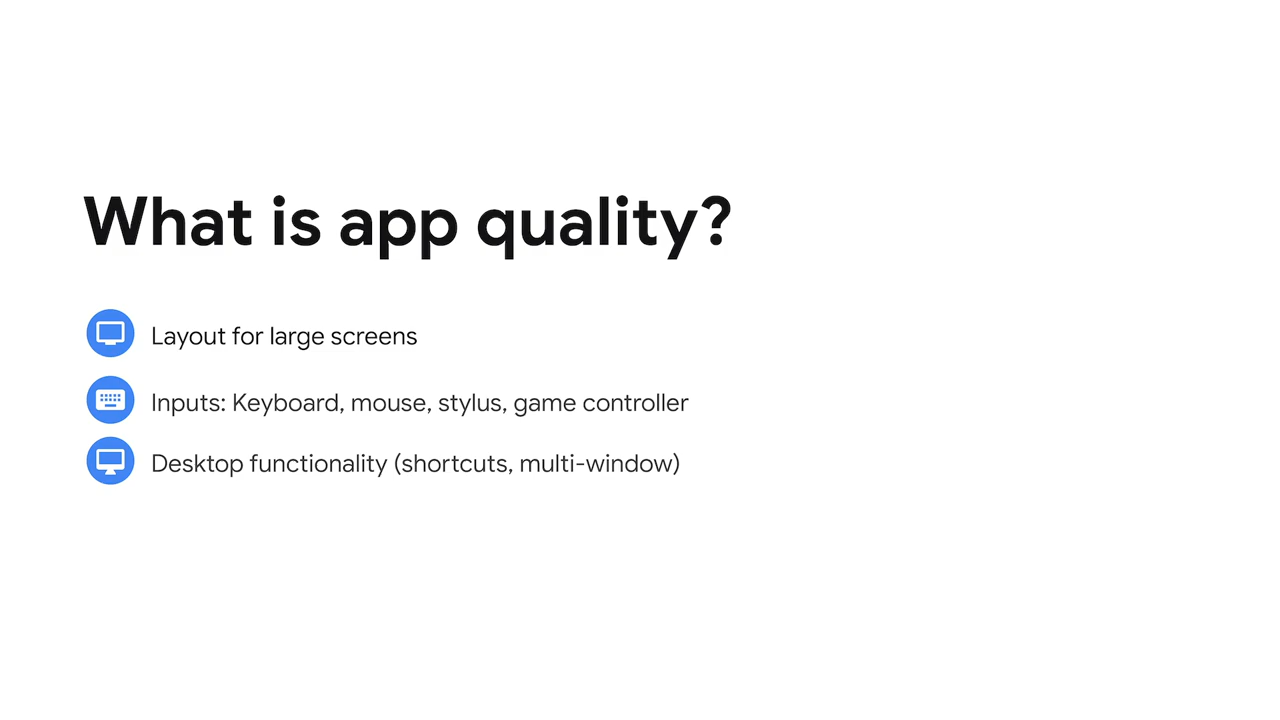 What is app quality?
Layout for large screens
Inputs: Keyboard, mouse, stylus, game controller
Desktop functionality (shortcuts, multi-window)